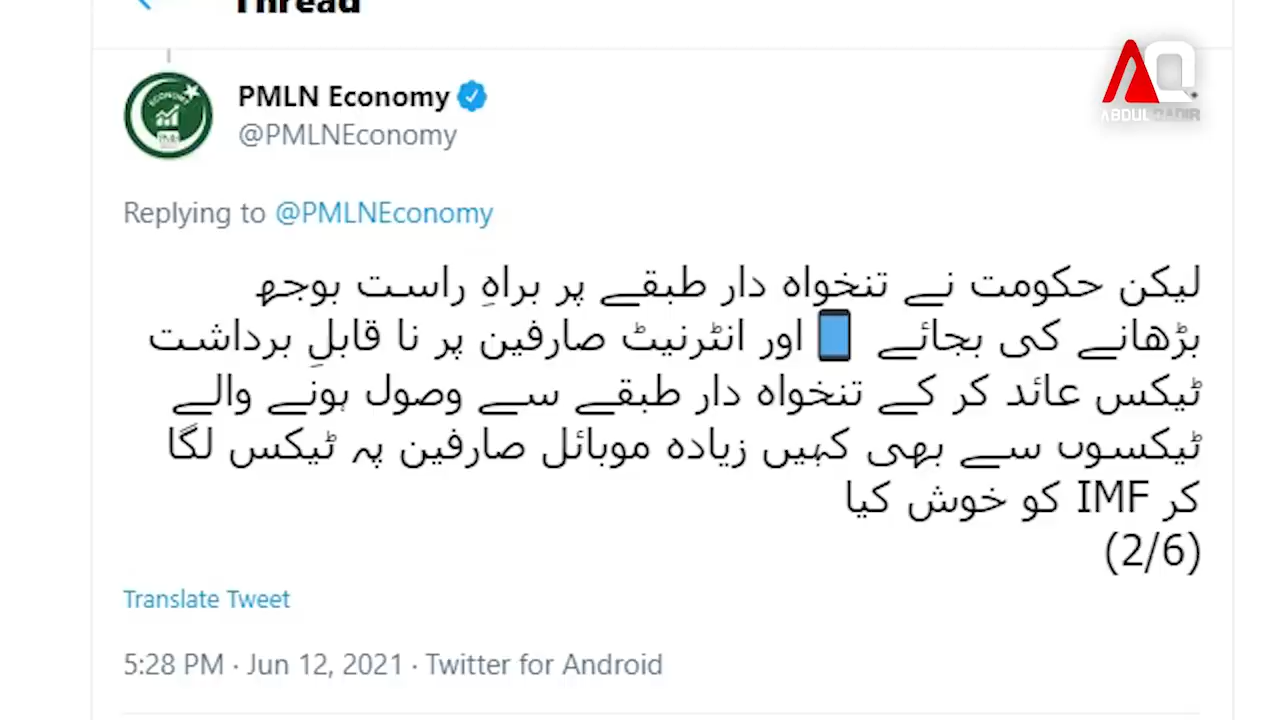 Thread
PMLN Economy
@PMLNEconomy
Replying to @PMLNEconomy
لیکن حکومت نے تنخواہ دار طبقے پر براہِ راست بوجھ
بڑھانے کی بجائے 📱 اور انٹرنیٹ صارفین پر نا قابلِ برداشت
ٹیکس عائد کر کے تنخواہ دار طبقے سے وصول ہونے والے
ٹیکسوں سے بھی کہیں زیادہ موبائل صارفین پہ ٹیکس لگا
کر IMF کو خوش کیا
(2/6)
Translate Tweet
5:28 PM · Jun 12, 2021 · Twitter for Android
AQ
ABDUL QADIR
ECONOMY